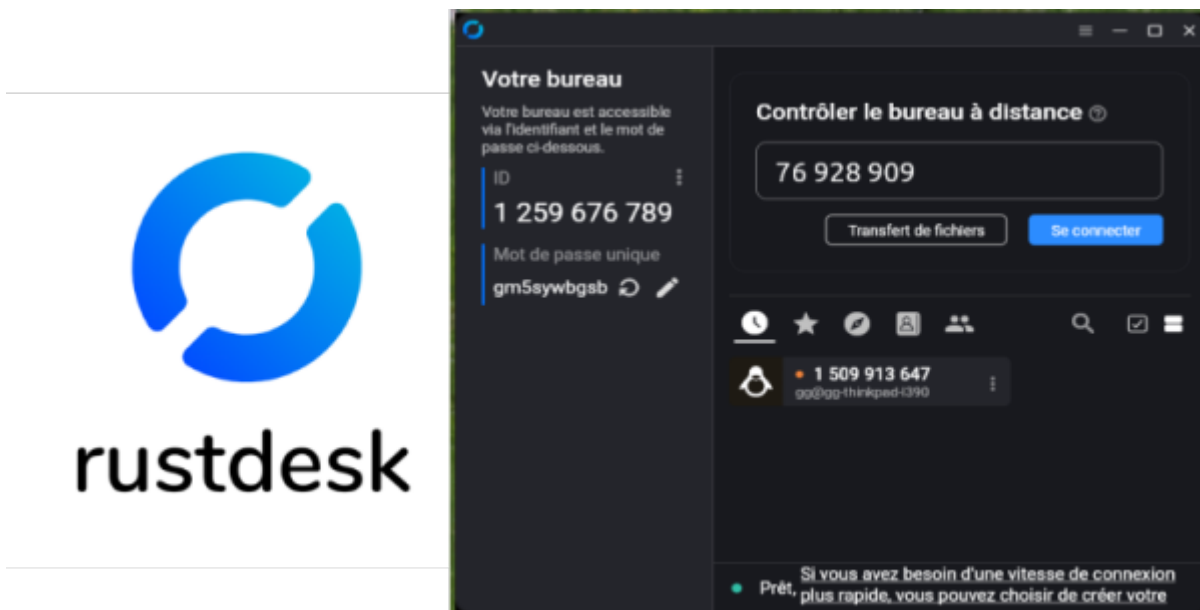 rustdesk
Votre bureau
Votre bureau est accessible
via l'identifiant et le mot de
passe ci-dessous.
ID
1 259 676 789
Mot de passe unique
gm5sywbgsb
Contrôler le bureau à distance
76 928 909
Transfert de fichiers
Se connecter
1 509 913 647
gg@gg-thinkpad-l390
Prêt, Si vous avez besoin d'une vitesse de connexion
plus rapide, vous pouvez choisir de créer votre